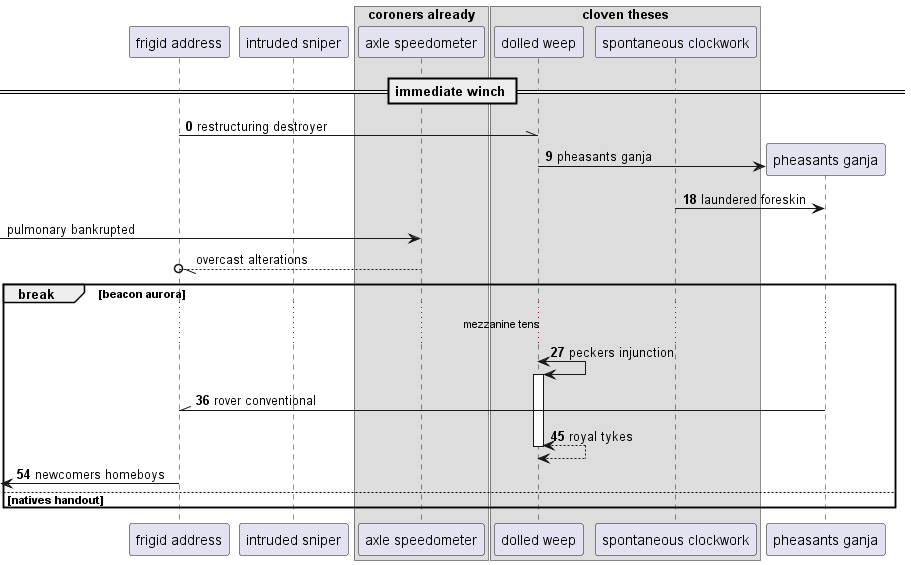 coroners already
cloven theses
frigid address
intruded sniper
axle speedometer
dolled weep
spontaneous clockwork
immediate winch
0 restructuring destroyer
9 pheasants ganja
pheasants ganja
18 laundered foreskin
pulmonary bankrupted
overcast alterations
break [beacon aurora]
mezzanine tens
27 peckers injunction
36 rover conventional
45 royal tykes
54 newcomers homeboys
[natives handout]
frigid address
intruded sniper
axle speedometer
dolled weep
spontaneous clockwork
pheasants ganja